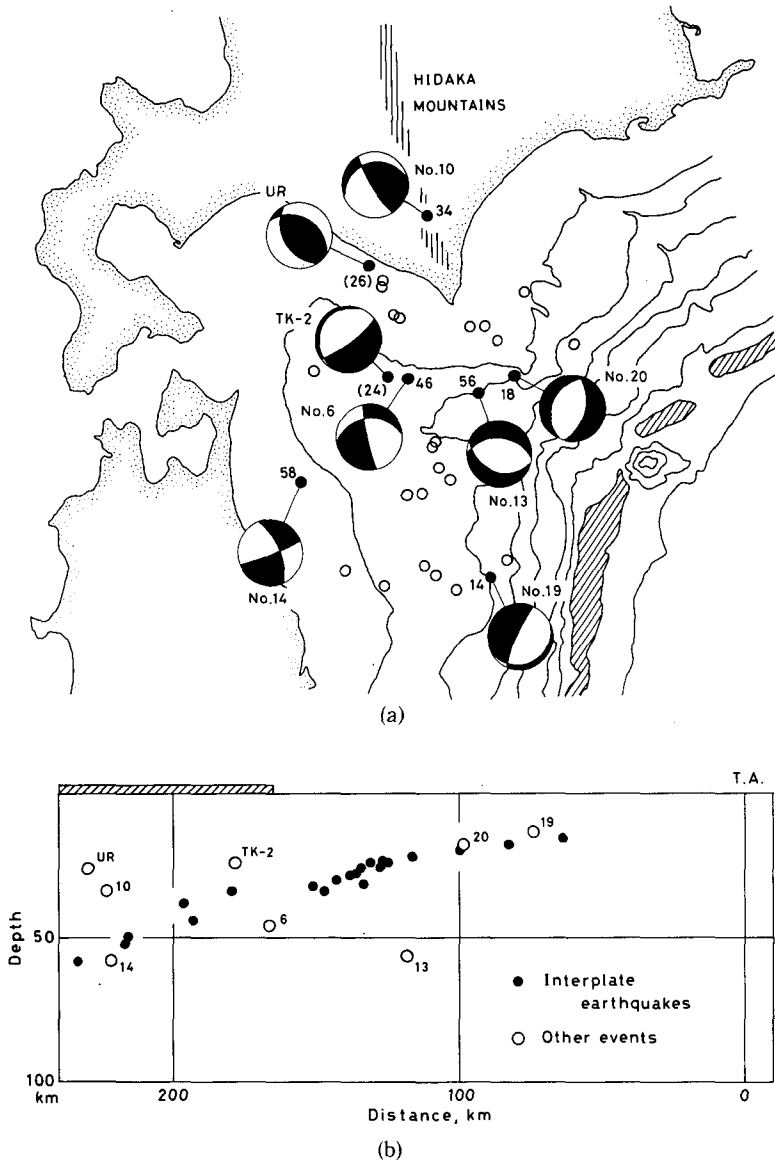 HIDAKA
MOUNTAINS
No.10
UR
34
(26)
TK-2
(24)
46
56
18
No.20
No.6
No.13
58
No.14
14
No.19
(a)
T.A.
UR
TK-2
20
19
10
6
14
13
Depth
50
100
km
Interplate
earthquakes
Other events
200
100
0
Distance, km
(b)